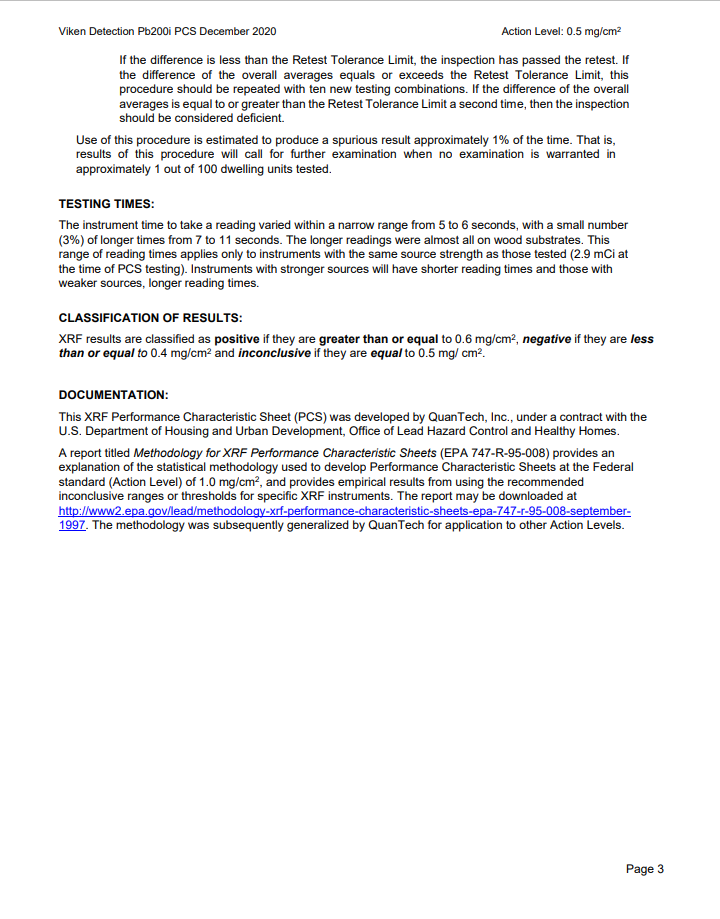 Viken Detection Pb200i PCS December 2020 Action Level: 0.5 mg/cm²
If the difference is less than the Retest Tolerance Limit, the inspection has passed the retest. If
the difference of the overall averages equals or exceeds the Retest Tolerance Limit, this
procedure should be repeated with ten new testing combinations. If the difference of the overall
averages is equal to or greater than the Retest Tolerance Limit a second time, then the inspection
should be considered deficient.
Use of this procedure is estimated to produce a spurious result approximately 1% of the time. That is,
results of this procedure will call for further examination when no examination is warranted in
approximately 1 out of 100 dwelling units tested.
TESTING TIMES:
The instrument time to take a reading varied within a narrow range from 5 to 6 seconds, with a small number
(3%) of longer times from 7 to 11 seconds. The longer readings were almost all on wood substrates. This
range of reading times applies only to instruments with the same source strength as those tested (2.9 mCi at
the time of PCS testing). Instruments with stronger sources will have shorter reading times and those with
weaker sources, longer reading times.
CLASSIFICATION OF RESULTS:
XRF results are classified as positive if they are greater than or equal to 0.6 mg/cm², negative if they are less
than or equal to 0.4 mg/cm² and inconclusive if they are equal to 0.5 mg/ cm².
DOCUMENTATION:
This XRF Performance Characteristic Sheet (PCS) was developed by QuanTech, Inc., under a contract with the
U.S. Department of Housing and Urban Development, Office of Lead Hazard Control and Healthy Homes.
A report titled Methodology for XRF Performance Characteristic Sheets (EPA 747-R-95-008) provides an
explanation of the statistical methodology used to develop Performance Characteristic Sheets at the Federal
standard (Action Level) of 1.0 mg/cm², and provides empirical results from using the recommended
inconclusive ranges or thresholds for specific XRF instruments. The report may be downloaded at
http://www2.epa.gov/lead/methodology-xrf-performance-characteristic-sheets-epa-747-r-95-008-september-
1997. The methodology was subsequently generalized by QuanTech for application to other Action Levels.
Page 3